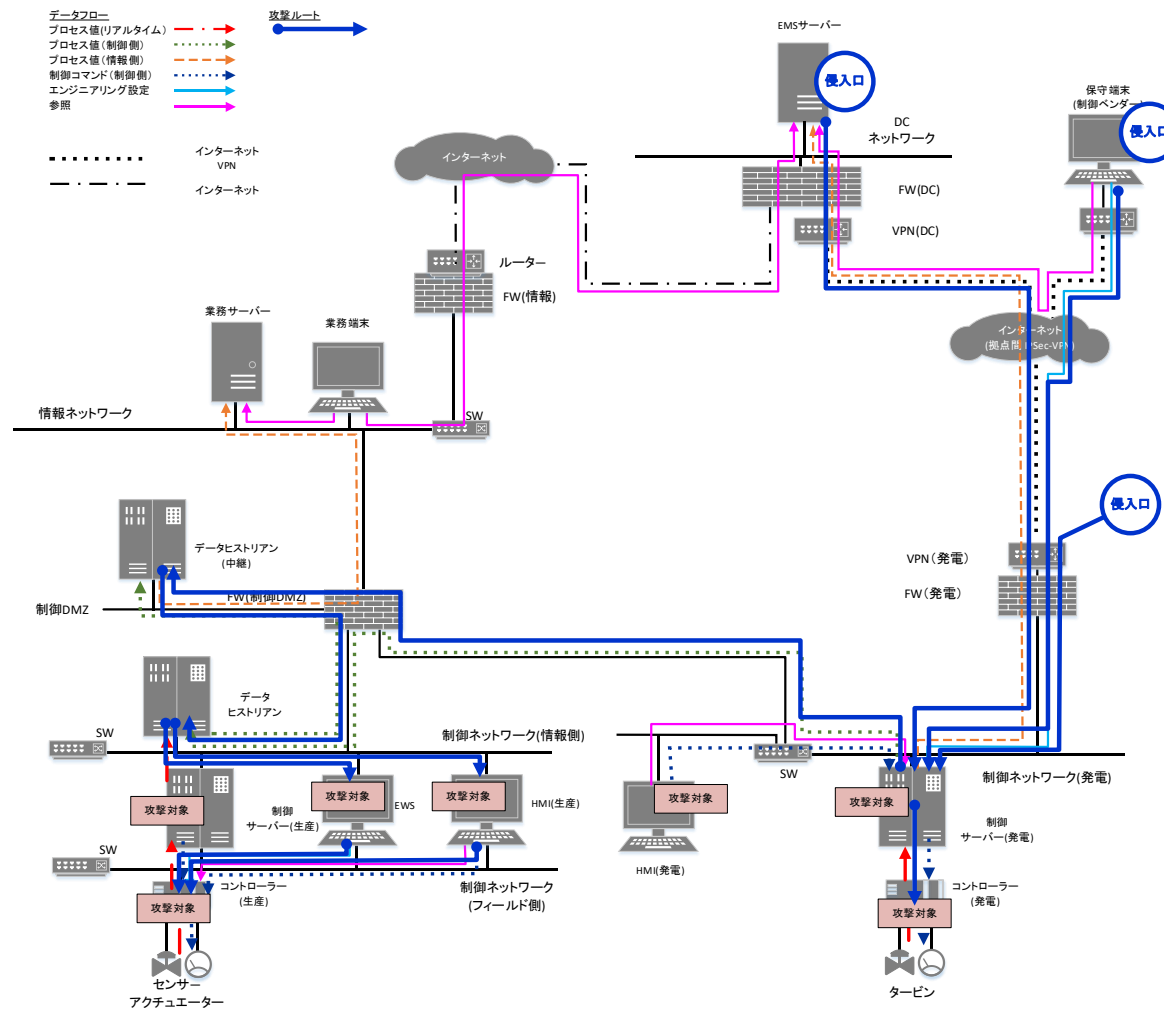 データフロー
プロセス値(リアルタイム)
プロセス値(制御側)
プロセス値(情報側)
制御コマンド(制御側)
エンジニアリング設定
参照
攻撃ルート
インターネット
VPN
インターネット
EMSサーバー
侵入口
DC
ネットワーク
保守端末
(制御ベンダー)
侵入口
インターネット
FW(DC)
VPN(DC)
ルーター
FW(情報)
業務サーバー
業務端末
インターネット
(拠点間IPSec-VPN)
情報ネットワーク
SW
侵入口
データヒストリアン
(中継)
VPN(発電)
FW(発電)
制御DMZ
FW(制御DMZ)
データ
ヒストリアン
SW
制御ネットワーク(情報側)
SW
制御ネットワーク(発電)
攻撃対象
制御
サーバー(生産)
攻撃対象
EWS
攻撃対象
HMI(生産)
攻撃対象
HMI(発電)
攻撃対象
制御
サーバー(発電)
SW
コントローラー
(生産)
制御ネットワーク
(フィールド側)
攻撃対象
コントローラー
(発電)
攻撃対象
センサー
アクチュエーター
タービン